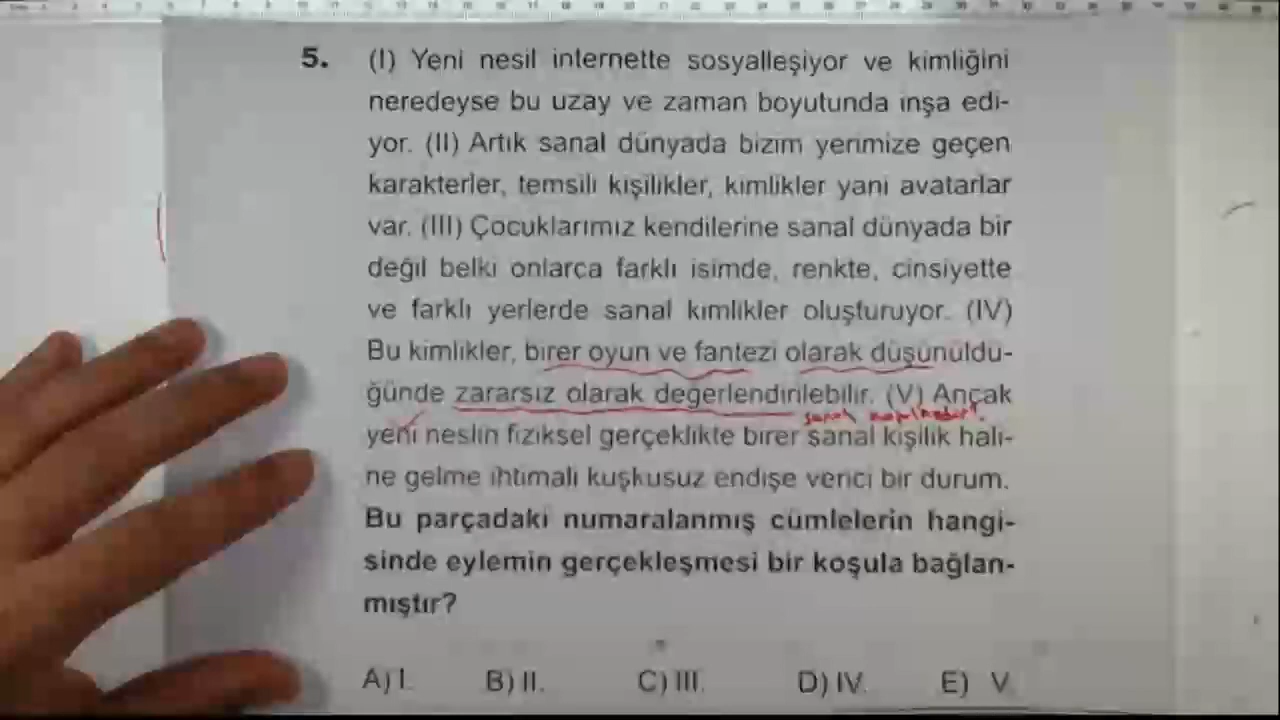 5. (I) Yeni nesil internette sosyalleşiyor ve kimliğini
neredeyse bu uzay ve zaman boyutunda inşa edi-
yor. (II) Artık sanal dünyada bizim yerimize geçen
karakterler, temsili kişilikler, kimlikler yani avatarlar
var. (III) Çocuklarımız kendilerine sanal dünyada bir
değil belki onlarca farklı isimde, renkte, cinsiyette
ve farklı yerlerde sanal kimlikler oluşturuyor. (IV)
Bu kimlikler, birer oyun ve fantezi olarak düşünüldü-
ğünde zararsız olarak değerlendirilebilir. (V) Ancak
yeni neslin fiziksel gerçeklikte birer sanal kişilik hali-
ne gelme ihtimali kuşkusuz endişe verici bir durum.
Bu parçadaki numaralanmış cümlelerin hangi-
sinde eylemin gerçekleşmesi bir koşula bağlan-
mıştır?
A) I. B) II. C) III. D) IV. E) V.